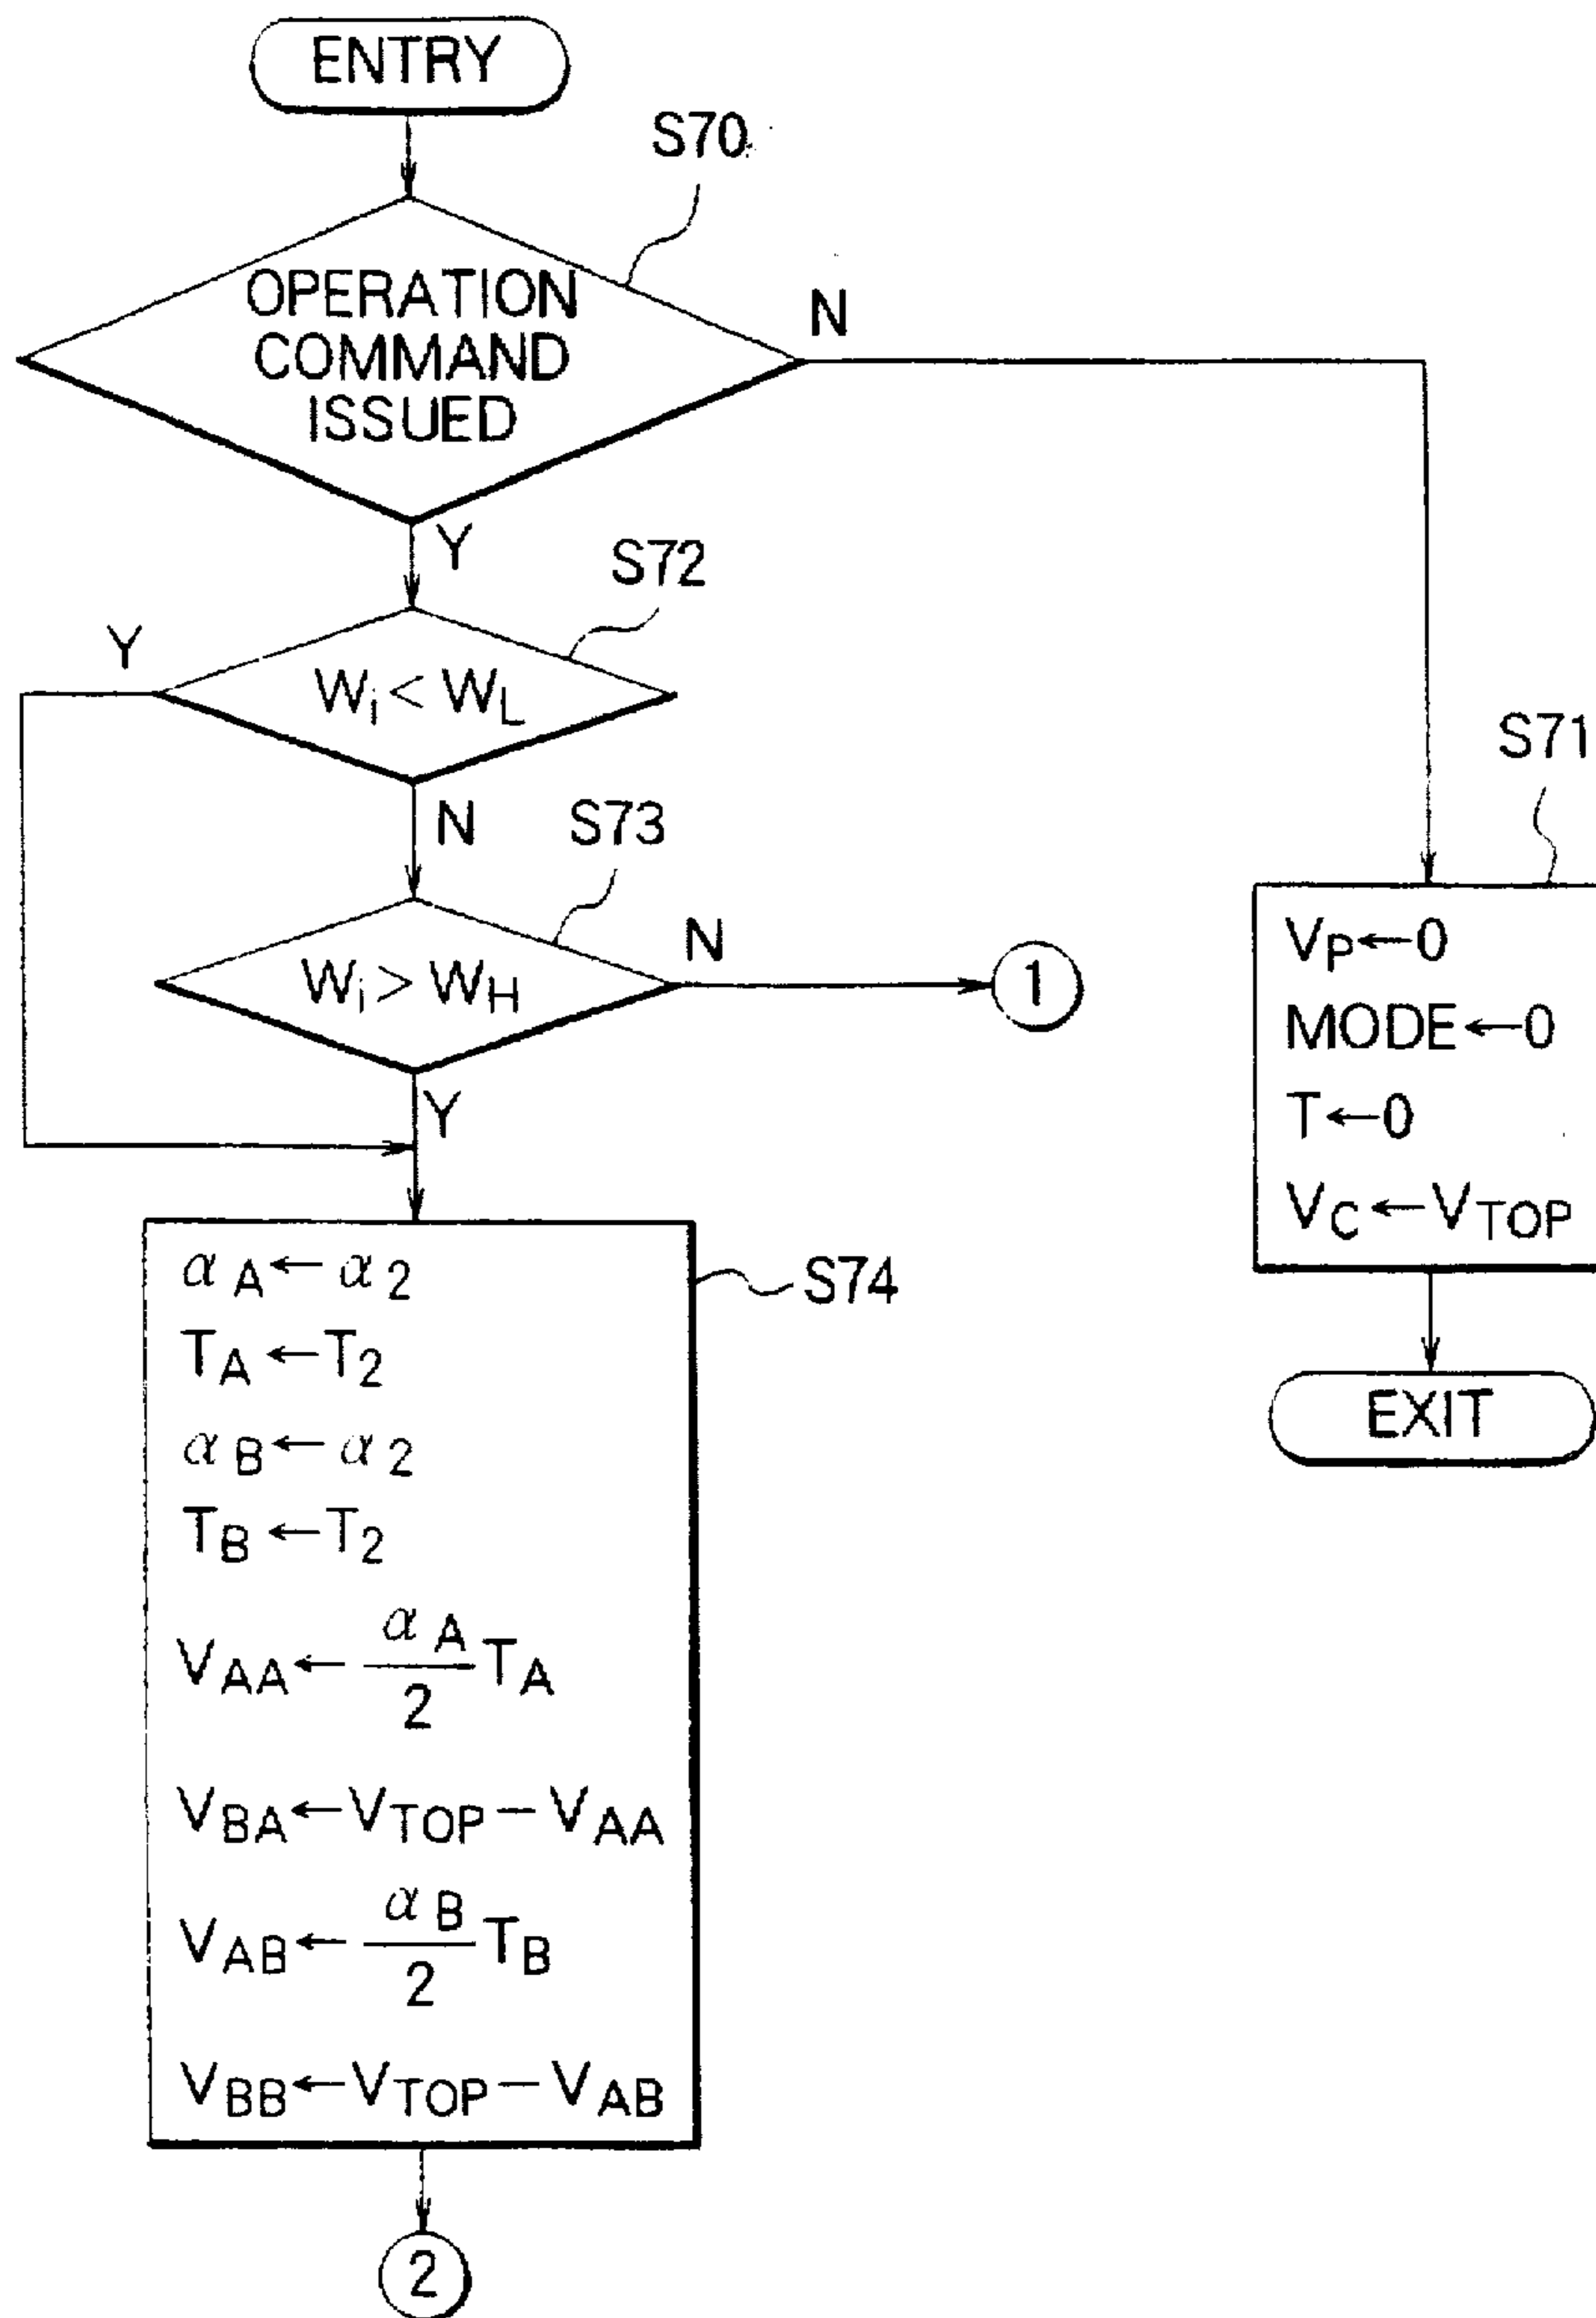 ENTRY
S70
OPERATION
COMMAND
ISSUED
N
Y
S72
Y
Wi < WL
N
S73
Wi > WH
N
1
Y
S71
VP←0
MODE←0
T←0
VC←VTOP
EXIT
S74
αA←α2
TA←T2
αB←α2
TB←T2
VAA←αA/2 TA
VBA←VTOP−VAA
VAB←αB/2 TB
VBB←VTOP−VAB
2